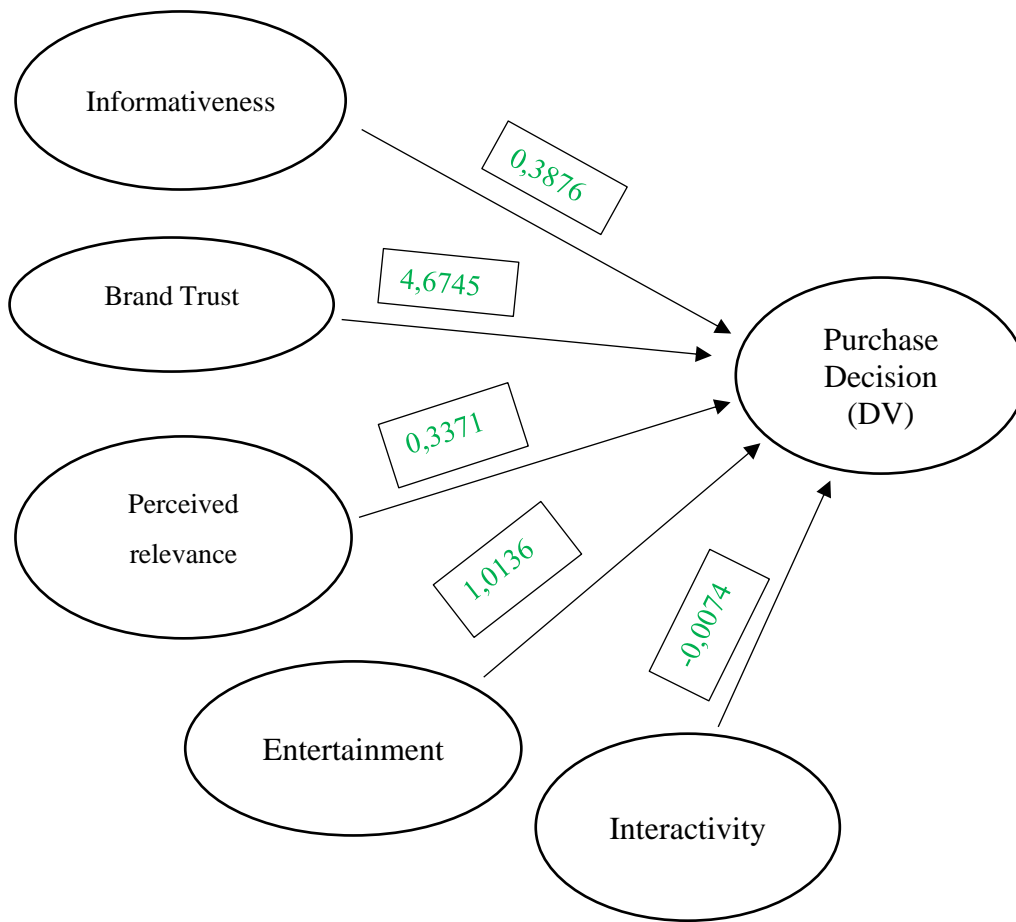 Informativeness
0,3876
Brand Trust
4,6745
Purchase
Decision
(DV)
0,3371
Perceived
relevance
1,0136
-0,0074
Entertainment
Interactivity